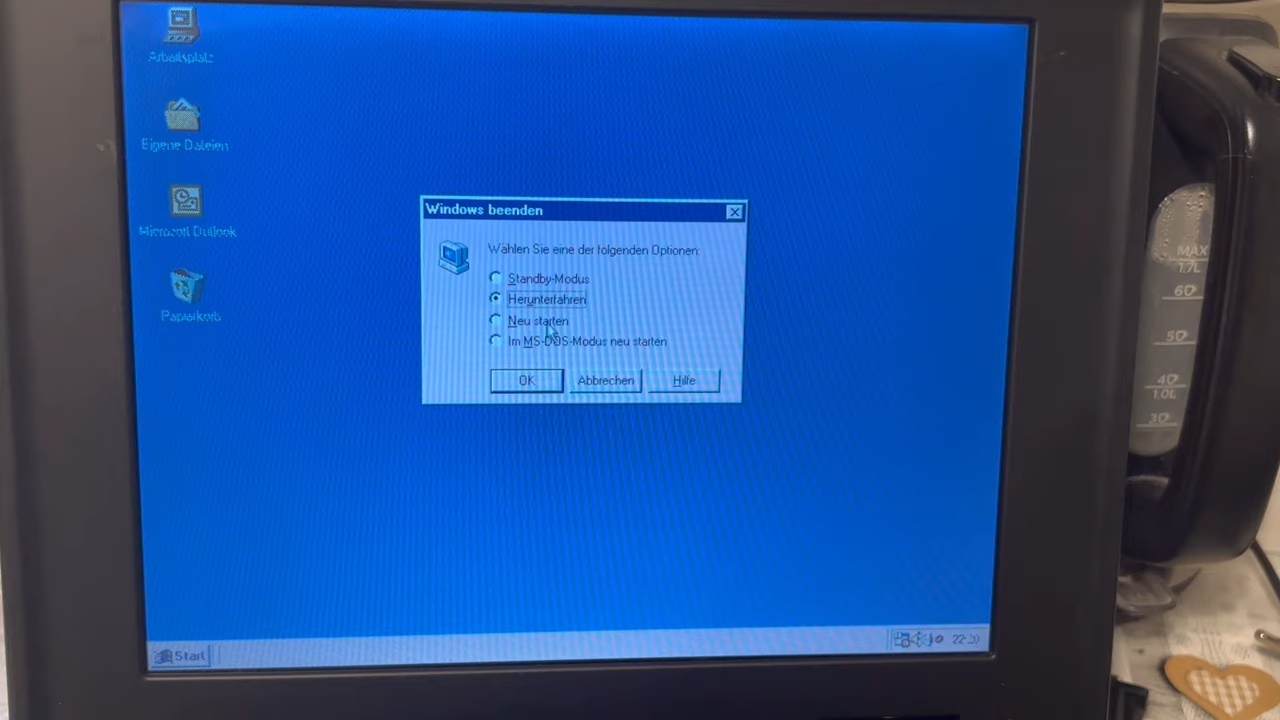 Arbeitsplatz
Eigene Dateien
Microsoft Outlook
Papierkorb
Windows beenden
Wählen Sie eine der folgenden Optionen:
Standby-Modus
Herunterfahren
Neu starten
Im MS-DOS-Modus neu starten
OK
Abbrechen
Hilfe
Start
22:20
MAX
1.7L
60
50
40
1.0L
30